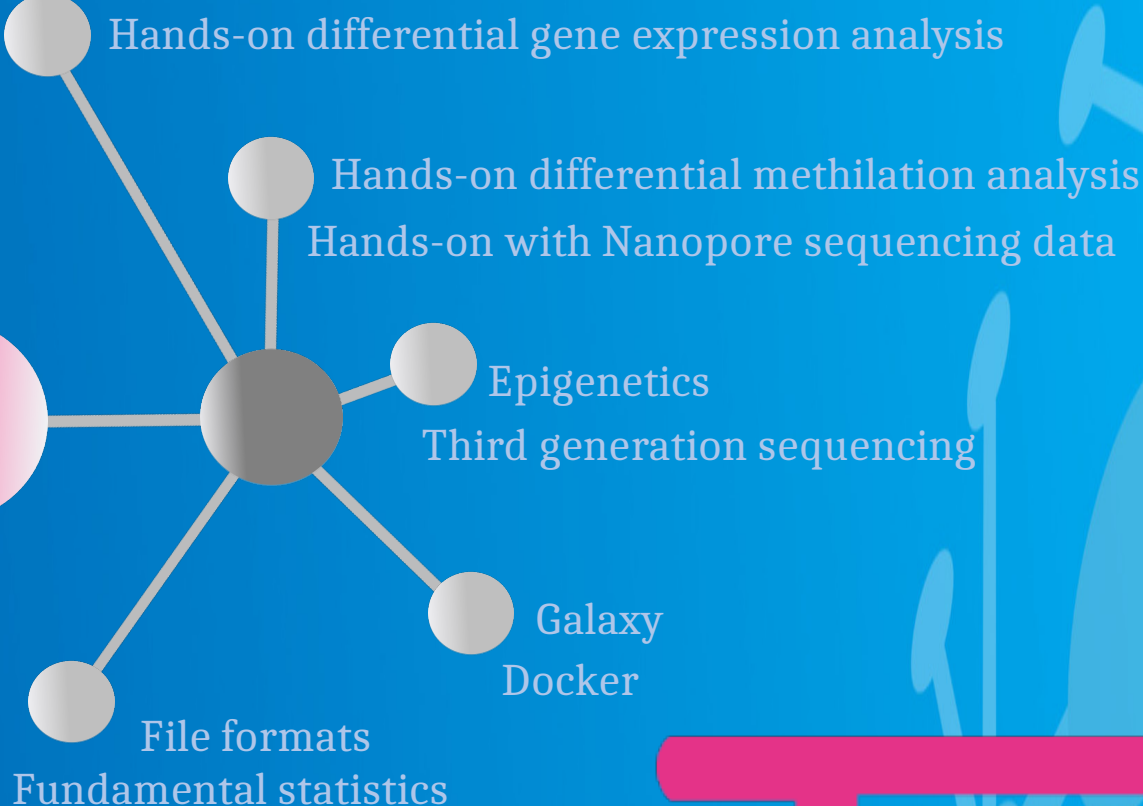 Hands-on differential gene expression analysis
Hands-on differential methilation analysis
Hands-on with Nanopore sequencing data
Epigenetics
Third generation sequencing
Galaxy
Docker
File formats
Fundamental statistics